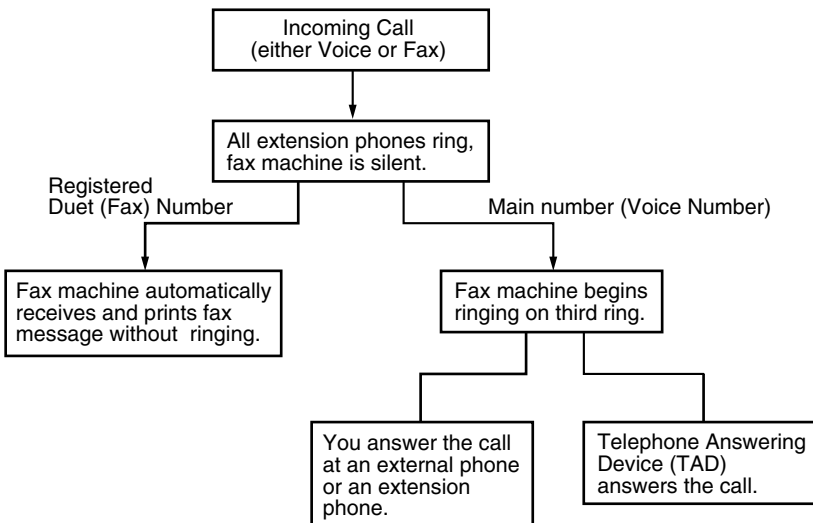 Incoming Call
(either Voice or Fax)
All extension phones ring,
fax machine is silent.
Registered
Duet (Fax) Number
Main number (Voice Number)
Fax machine automatically
receives and prints fax
message without ringing.
Fax machine begins
ringing on third ring.
You answer the call
at an external phone
or an extension
phone.
Telephone Answering
Device (TAD)
answers the call.